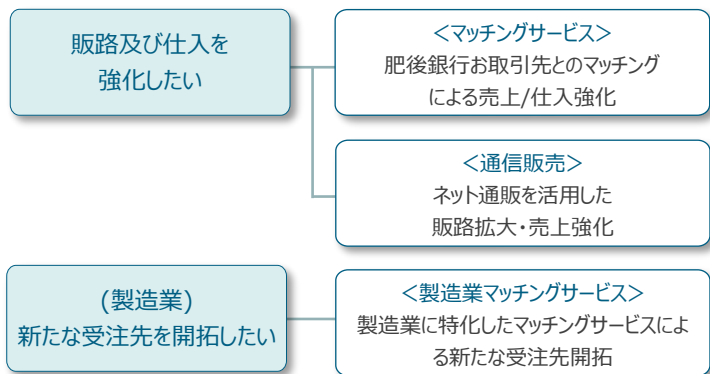 販路及び仕入を
強化したい
＜マッチングサービス＞
肥後銀行お取引先とのマッチング
による売上/仕入強化
＜通信販売＞
ネット通販を活用した
販路拡大・売上強化
(製造業)
新たな受注先を開拓したい
＜製造業マッチングサービス＞
製造業に特化したマッチングサービスによ
る新たな受注先開拓